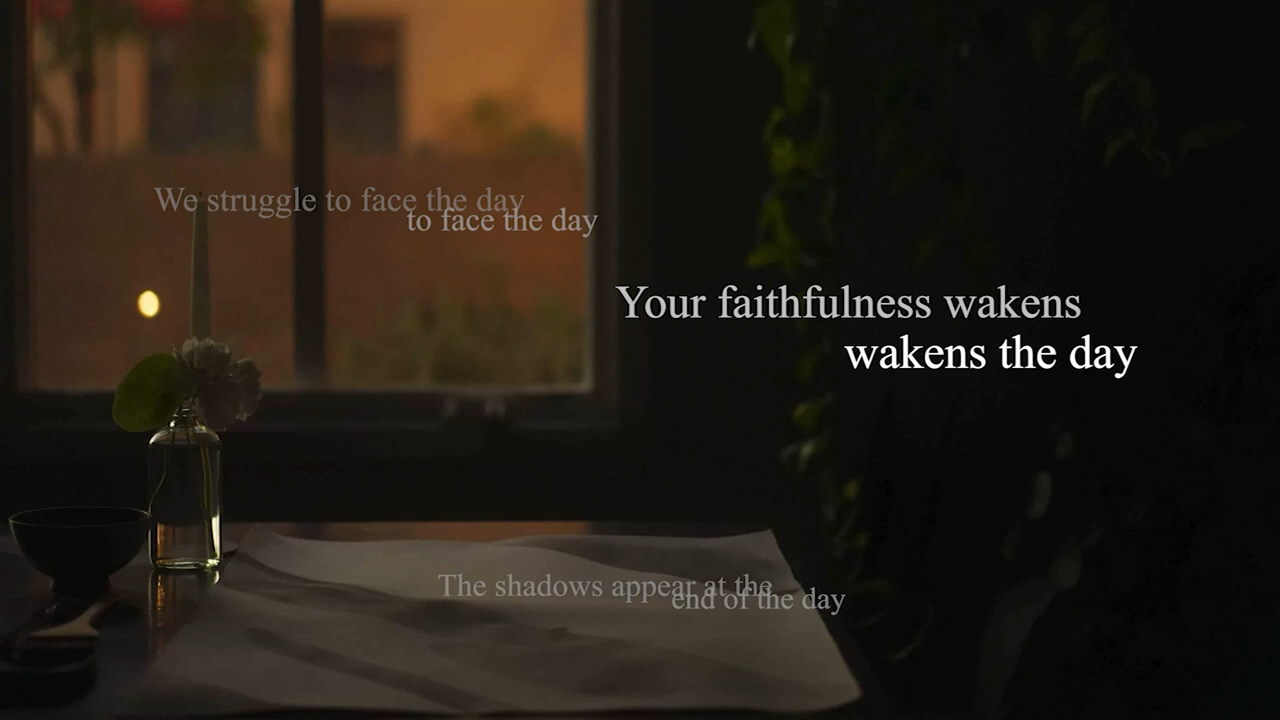 We struggle to face the day
to face the day
Your faithfulness wakens
wakens the day
The shadows appear at the
end of the day